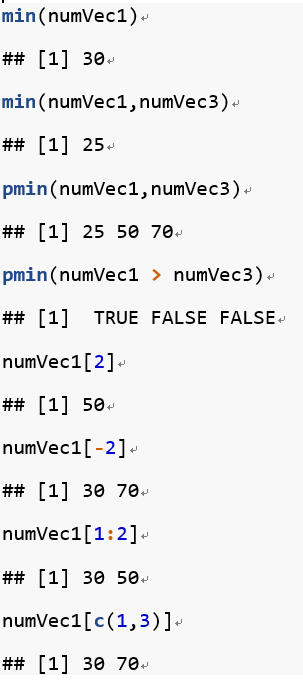 min(numVec1)↵
## [1] 30↵
min(numVec1,numVec3)↵
## [1] 25↵
pmin(numVec1,numVec3)↵
## [1] 25 50 70↵
pmin(numVec1 > numVec3)↵
## [1]  TRUE FALSE FALSE↵
numVec1[2]↵
## [1] 50↵
numVec1[-2]↵
## [1] 30 70↵
numVec1[1:2]↵
## [1] 30 50↵
numVec1[c(1,3)]↵
## [1] 30 70↵